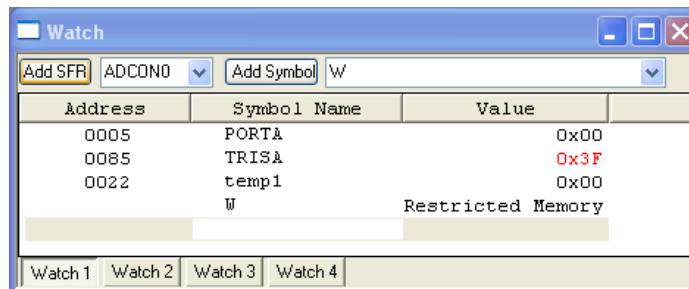 Watch
Add SFR ADCON0 Add Symbol W
Address Symbol Name Value
0005 PORTA 0x00
0085 TRISA 0x3F
0022 temp1 0x00
W Restricted Memory
Watch 1 Watch 2 Watch 3 Watch 4